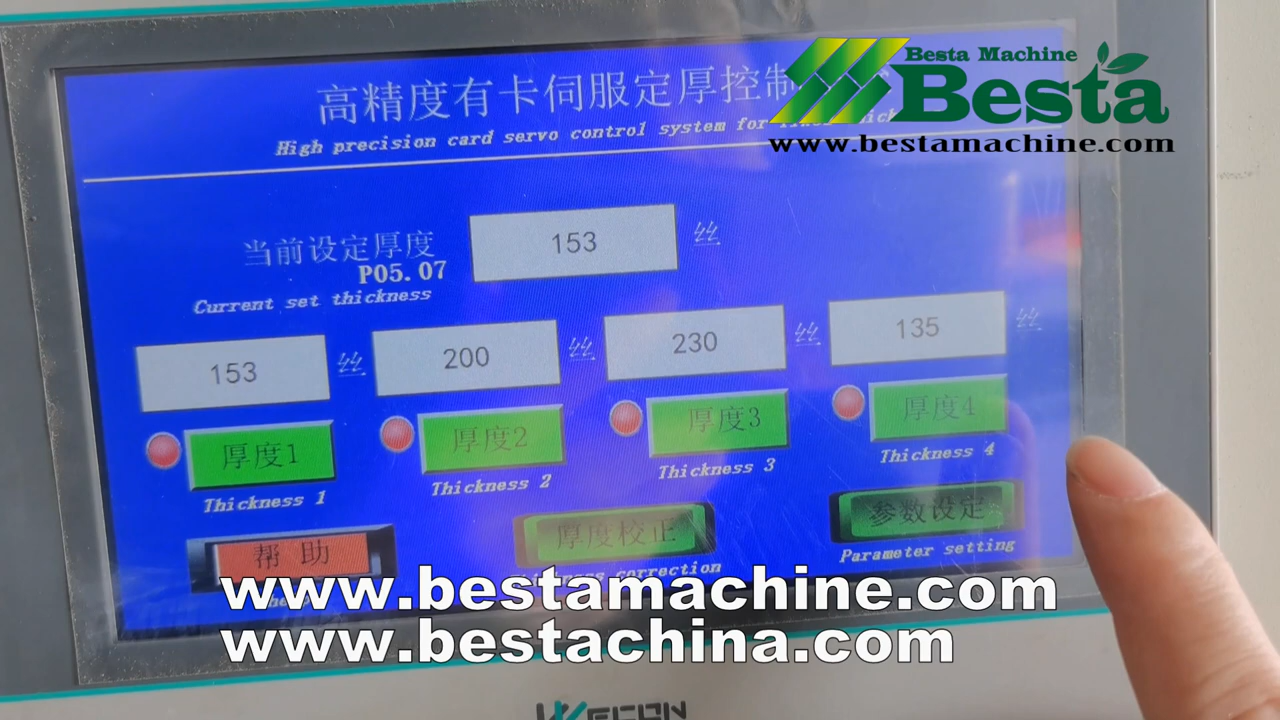 Besta Machine
Besta
www.bestamachine.com
高精度有卡伺服定厚控制
High precision card servo control system for
当前设定厚度
P05.07
153
丝
Current set thickness
153 丝 200 丝 230 丝 135 丝
厚度1 厚度2 厚度3 厚度4
Thickness 1 Thickness 2 Thickness 3 Thickness 4
帮 助 厚度校正 参数设定
correction Parameter setting
www.bestamachine.com
www.bestachina.com
WECON